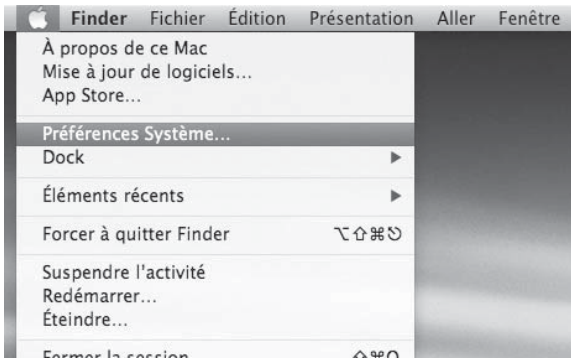 Finder Fichier Édition Présentation Aller Fenêtre
À propos de ce Mac
Mise à jour de logiciels...
App Store...
Préférences Système...
Dock ▶
Éléments récents ▶
Forcer à quitter Finder ⌥⇧⌘⎋
Suspendre l'activité
Redémarrer...
Éteindre...
Fermer la session ⇧⌘Q